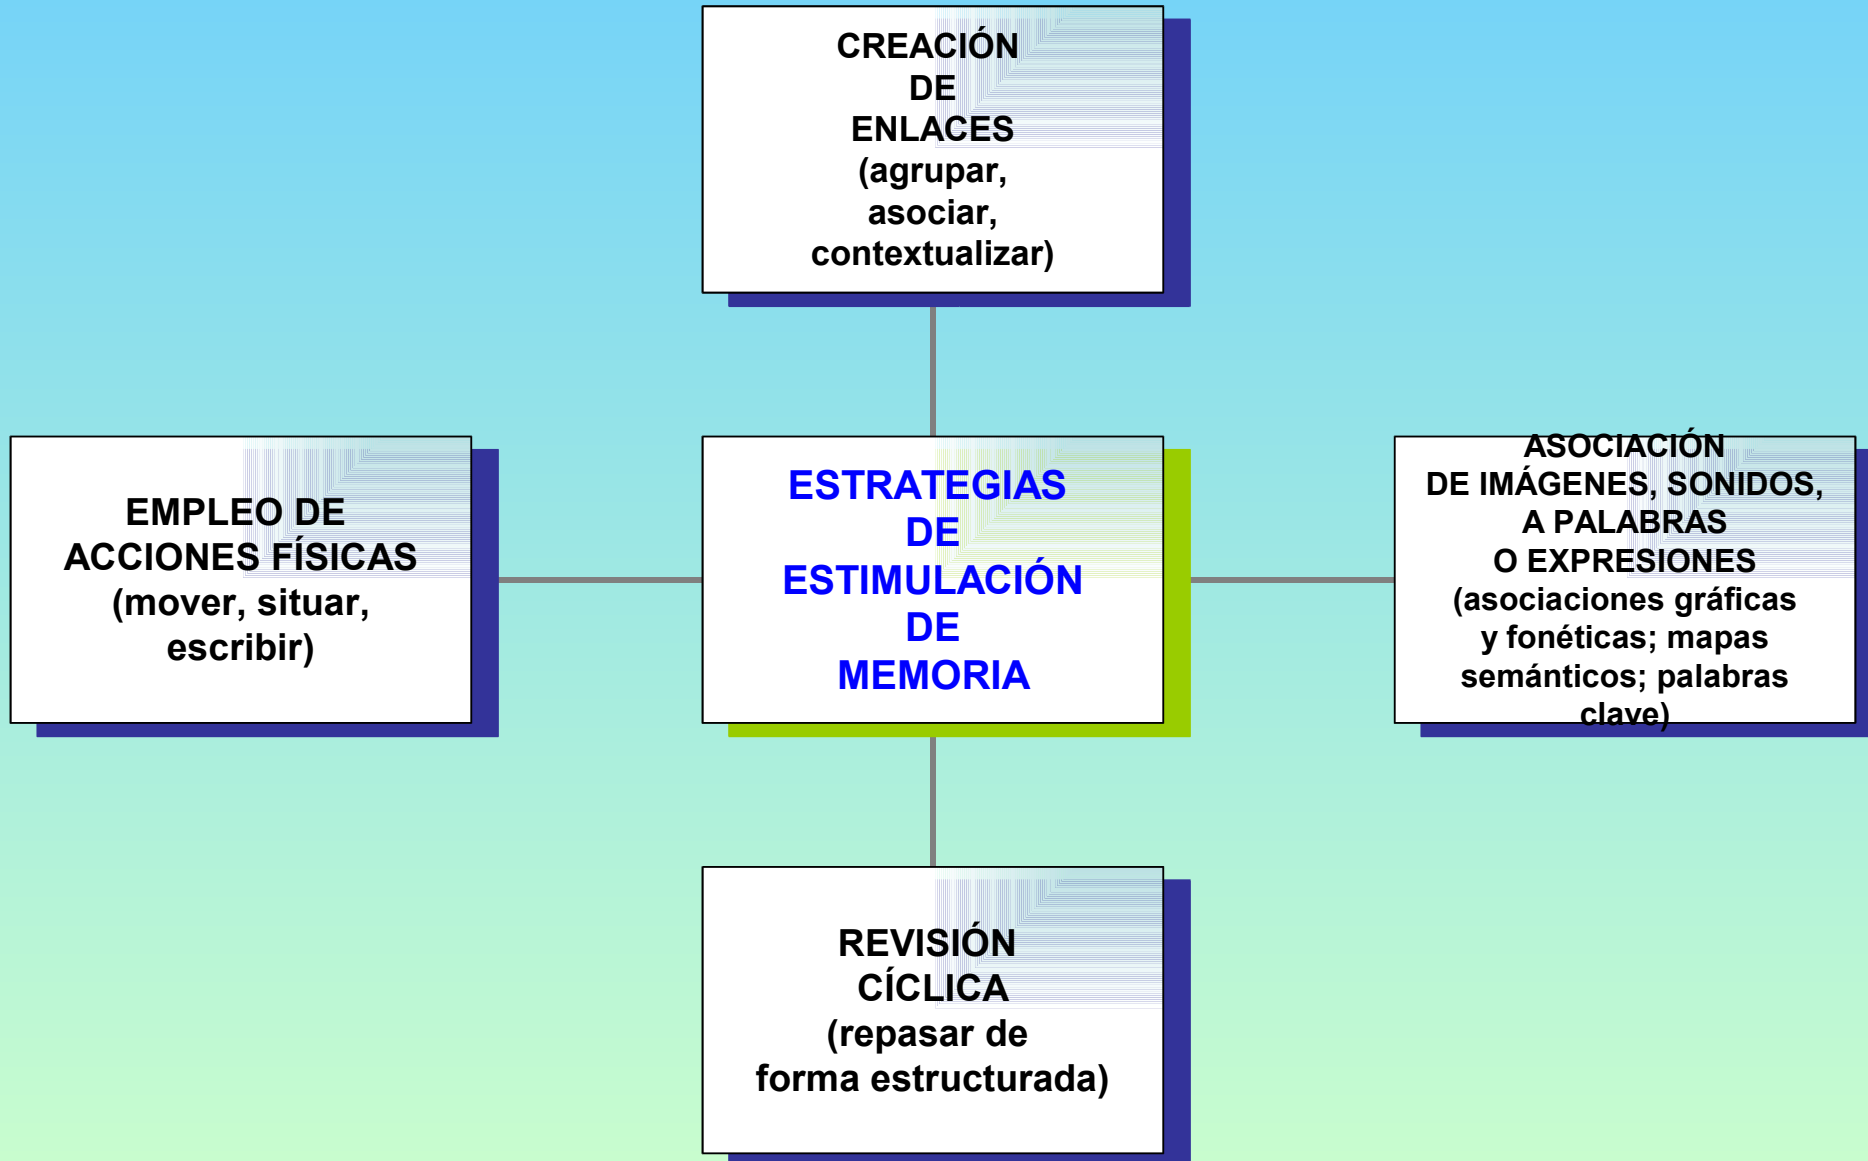 CREACIÓN
DE
ENLACES
(agrupar,
asociar,
contextualizar)
EMPLEO DE
ACCIONES FÍSICAS
(mover, situar,
escribir)
ESTRATEGIAS
DE
ESTIMULACIÓN
DE
MEMORIA
ASOCIACIÓN
DE IMÁGENES, SONIDOS,
A PALABRAS
O EXPRESIONES
(asociaciones gráficas
y fonéticas; mapas
semánticos; palabras
clave)
REVISIÓN
CÍCLICA
(repasar de
forma estructurada)